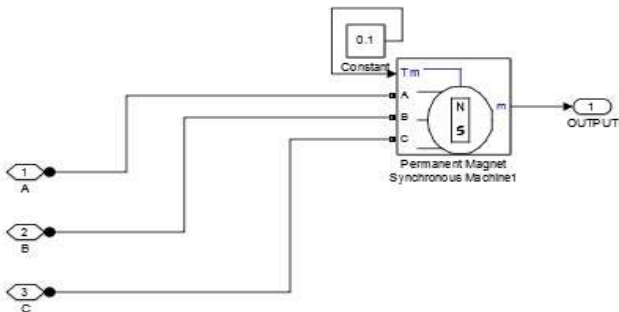 0.1
Constant
Tm
A
B
C
N
S
m
1
OUTPUT
Permanent Magnet
Synchronous Machine1
1
A
2
B
3
C